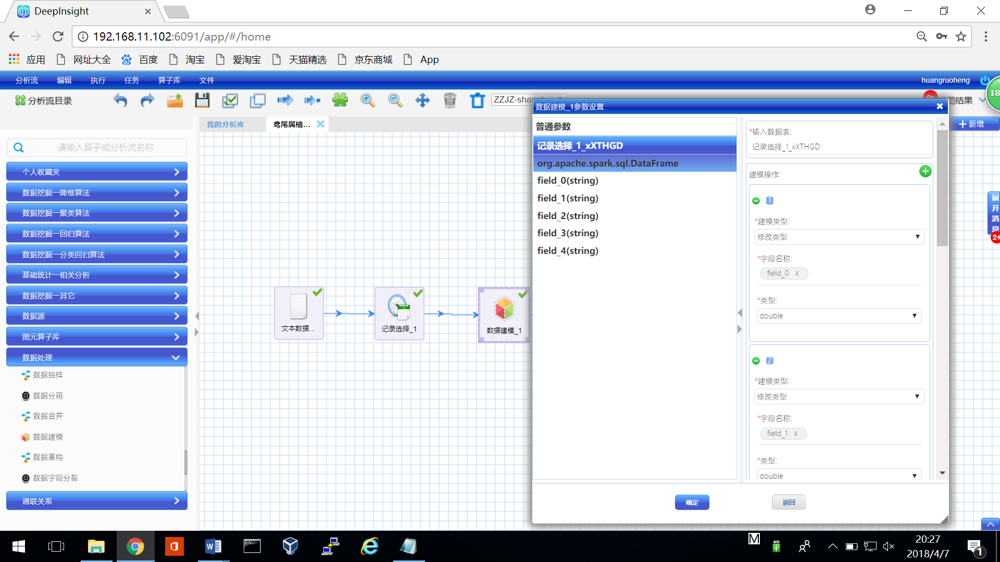 DeepInsight
192.168.11.102:6091/app/#/home
应用 网址大全 百度 淘宝 爱淘宝 天猫精选 京东商城 App
分析流 编辑 执行 任务 算子库 文件 huangruoheng
分析流目录
ZZJZ-shanghai
图结果
18
0+
数据建模_1参数设置
我的分析库 鸢尾属植...
新增
请输入算子或分析流名称
个人收藏夹
数据挖掘—降维算法
数据挖掘—聚类算法
数据挖掘—回归算法
数据挖掘—分类回归算法
基础统计—相关分析
数据挖掘—其它
数据源
图元算子库
数据处理
数据抽样
数据分箱
数据合并
数据建模
数据重构
数据字段分裂
通联关系
文本数据...
记录选择_1
数据建模_1
普通参数
记录选择_1_xXTHGD
org.apache.spark.sql.DataFrame
field_0(string)
field_1(string)
field_2(string)
field_3(string)
field_4(string)
*输入数据表:
记录选择_1_xXTHGD
建模操作:
1
*建模类型:
修改类型
*字段名称:
field_0 x
*类型:
double
2
*建模类型:
修改类型
*字段名称:
field_1 x
*类型:
double
确定 返回
展开消息
2+
M
20:27
2018/4/7
1